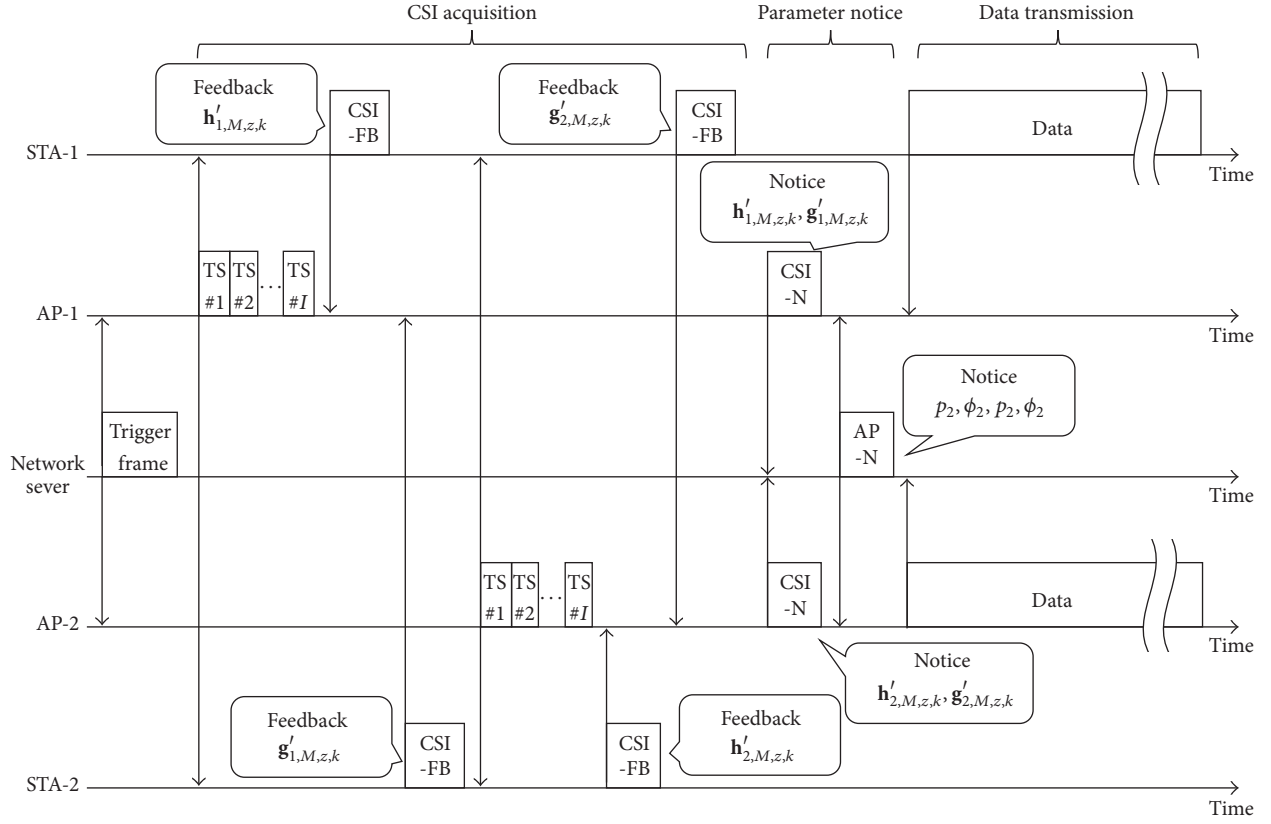 CSI acquisition
Parameter notice
Data transmission
Feedback
h′1,M,z,k
CSI
-FB
Feedback
g′2,M,z,k
CSI
-FB
Data
STA-1
Time
Notice
h′1,M,z,k, g′1,M,z,k
TS
#1
TS
#2
...
TS
#I
CSI
-N
AP-1
Time
Trigger
frame
AP
-N
Notice
p2, ϕ2, p2, ϕ2
Network
sever
Time
TS
#1
TS
#2
...
TS
#I
CSI
-N
Data
AP-2
Time
Notice
h′2,M,z,k, g′2,M,z,k
Feedback
g′1,M,z,k
CSI
-FB
CSI
-FB
Feedback
h′2,M,z,k
STA-2
Time